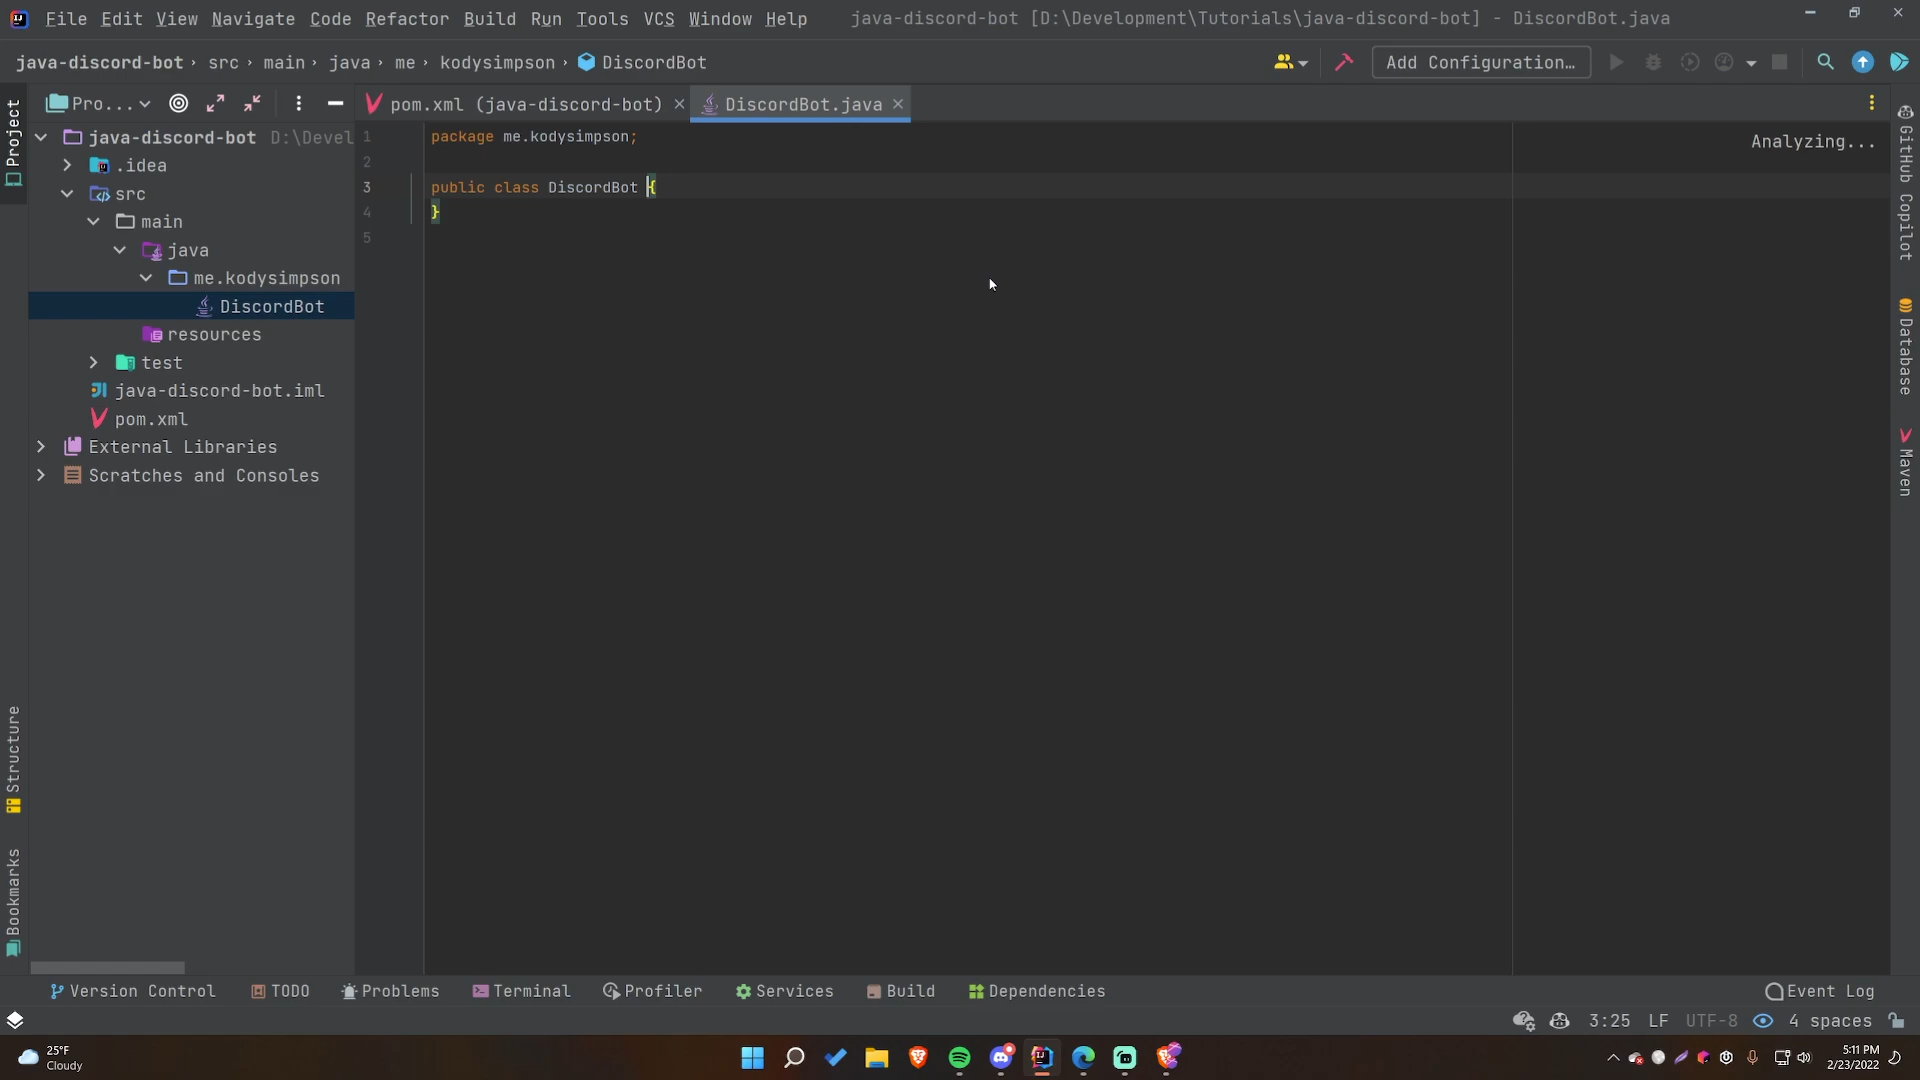 File Edit View Navigate Code Refactor Build Run Tools VCS Window Help java-discord-bot [D:\Development\Tutorials\java-discord-bot] - DiscordBot.java
java-discord-bot › src › main › java › me › kodysimpson › DiscordBot Add Configuration...
Project
Pro...
pom.xml (java-discord-bot)
DiscordBot.java
java-discord-bot D:\Devel
.idea
src
main
java
me.kodysimpson
DiscordBot
resources
test
java-discord-bot.iml
pom.xml
External Libraries
Scratches and Consoles
1 package me.kodysimpson;
2
3 public class DiscordBot {
4 }
5
Analyzing...
GitHub Copilot
Database
Maven
Structure
Bookmarks
Version Control TODO Problems Terminal Profiler Services Build Dependencies Event Log
3:25 LF UTF-8 4 spaces
25°F
Cloudy
5:11 PM
2/23/2022